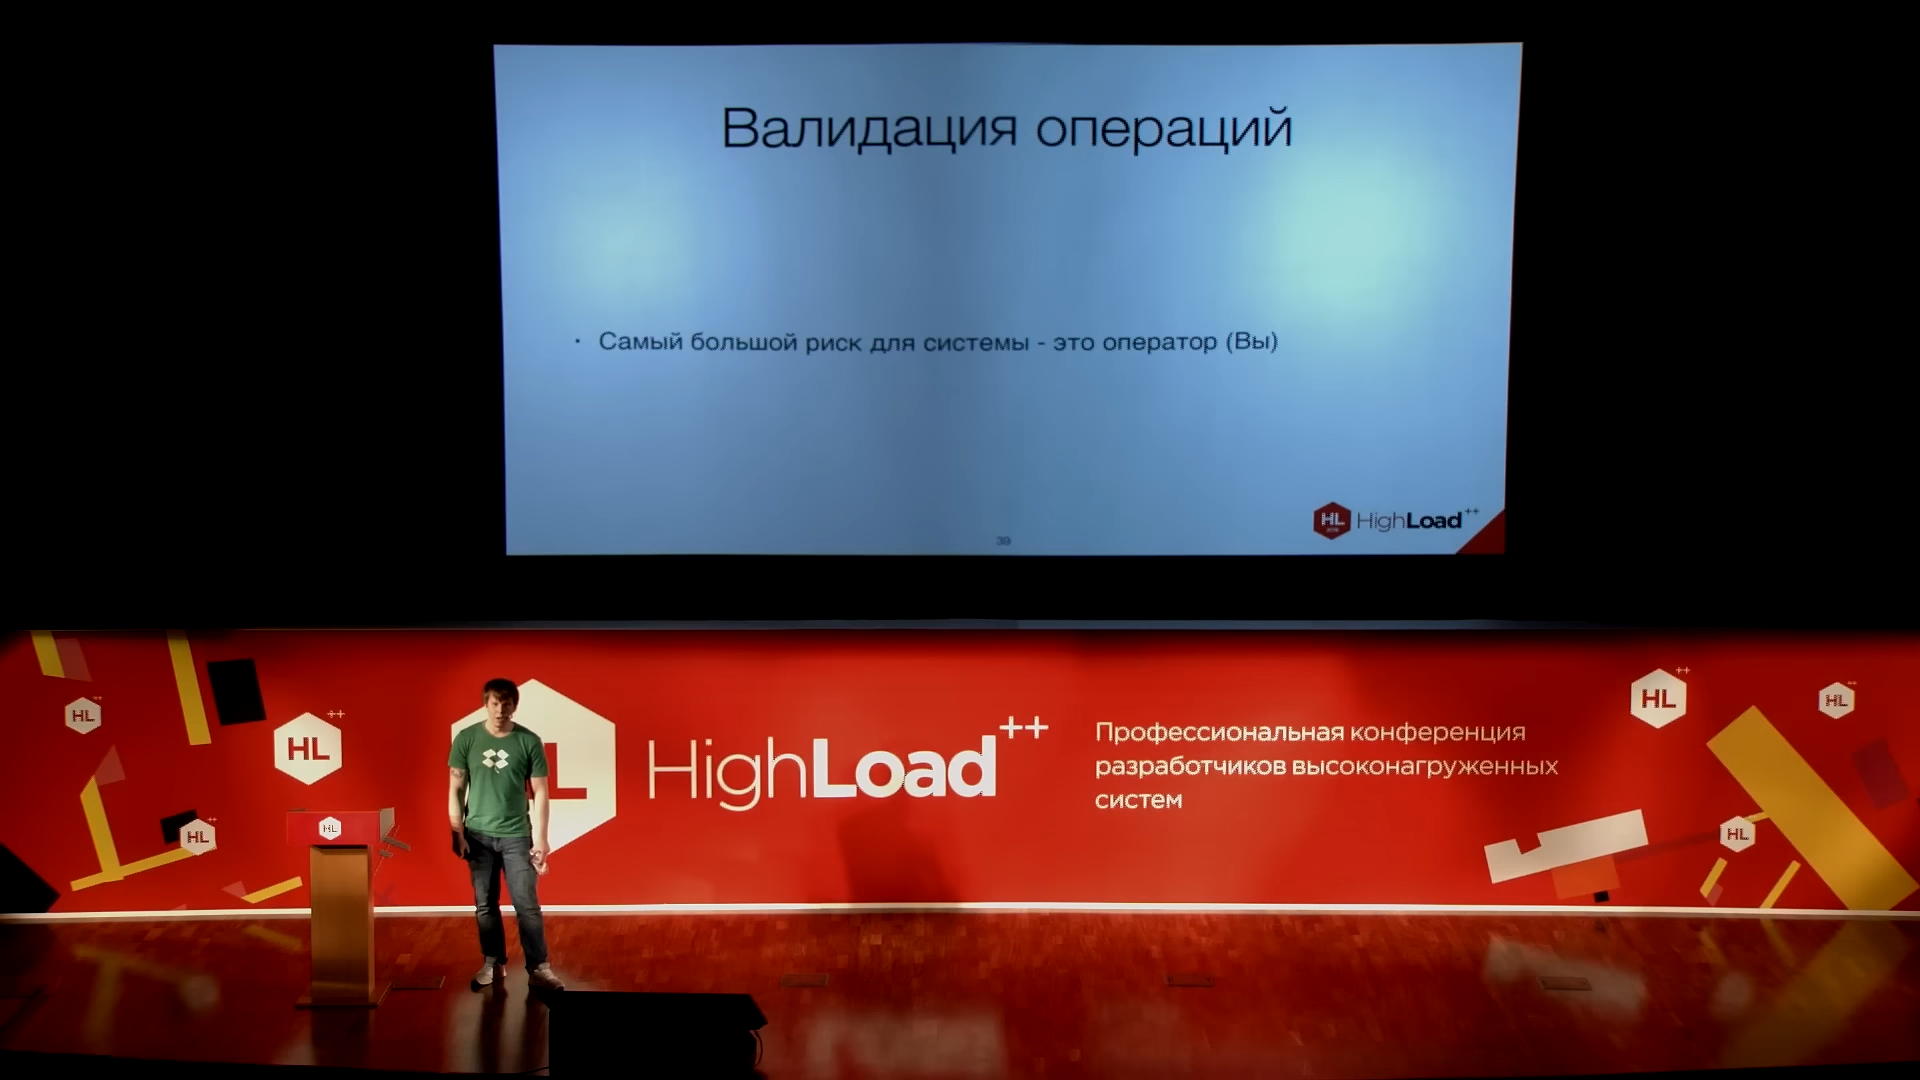 Валидация операций
· Самый большой риск для системы - это оператор (Вы)
HL HighLoad++
39
HL++
HL++
HL++
HL
L
HighLoad++
Профессиональная конференция
разработчиков высоконагруженных
систем
HL++
HL++
HL++